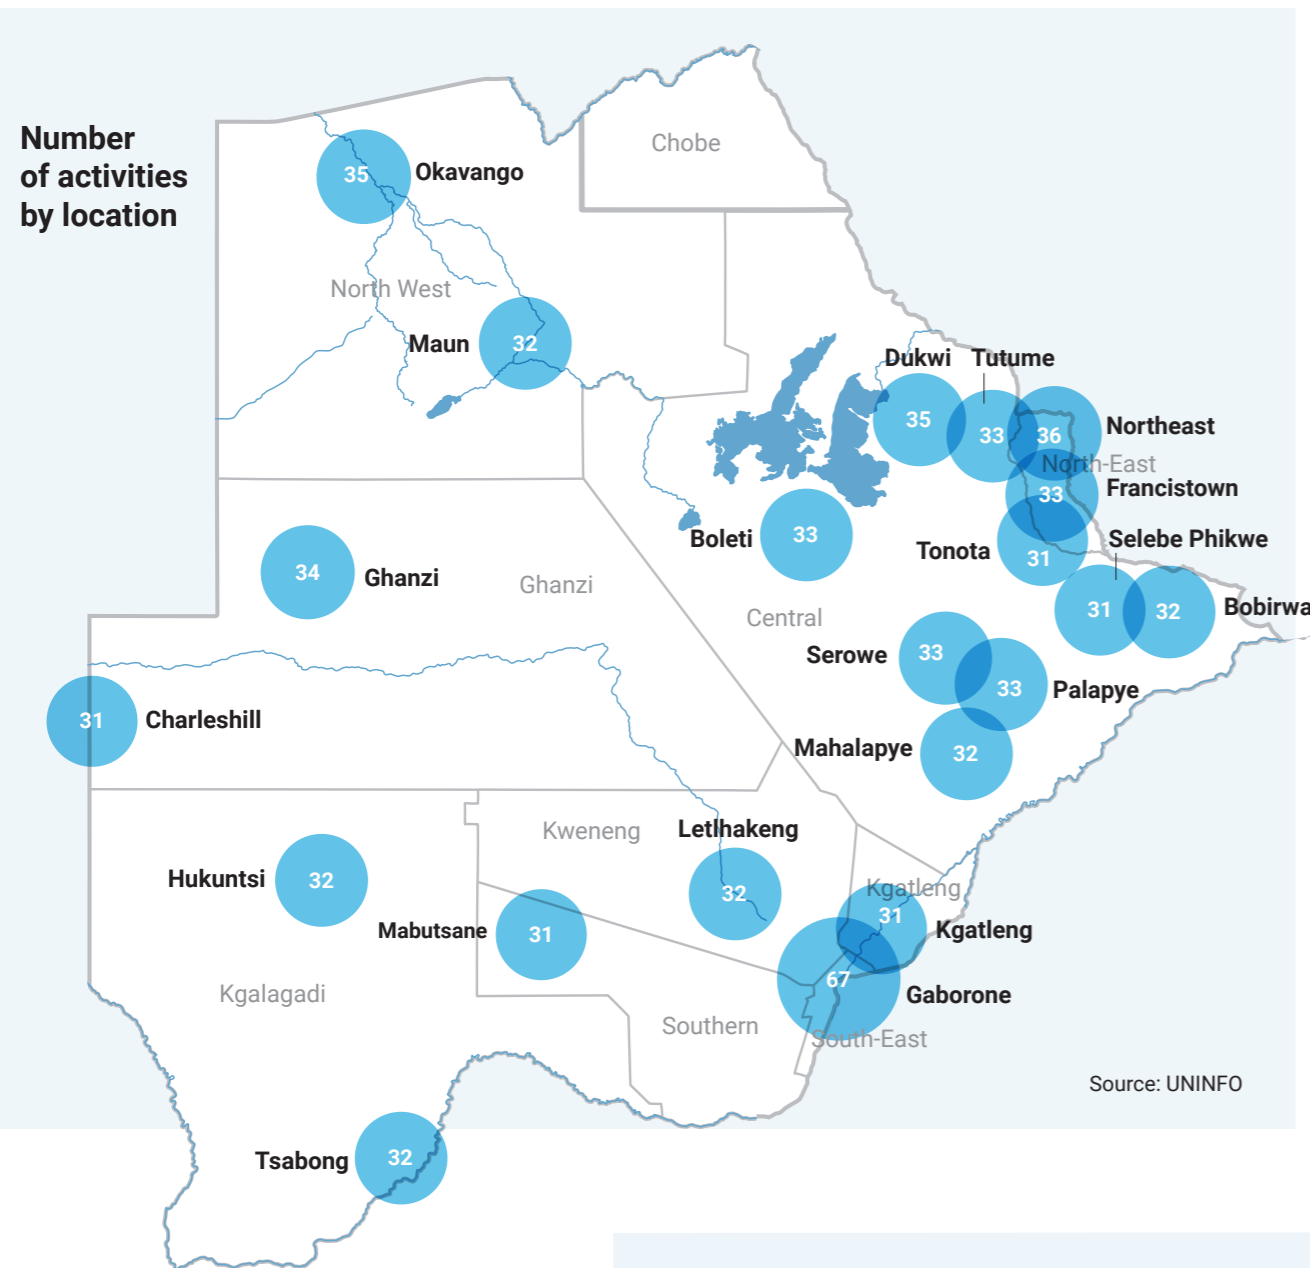 Number
of activities
by location
Chobe
35
Okavango
North West
Maun
32
Dukwi
Tutume
35
33
36
Northeast
North-East
33
Francistown
Boleti
33
Tonota
31
Selebe Phikwe
31
32
Bobirwa
34
Ghanzi
Ghanzi
Central
Serowe
33
33
Palapye
31
Charleshill
Mahalapye
32
Kweneng
Letlhakeng
Hukuntsi
32
32
Kgatleng
31
Kgatleng
Mabutsane
31
67
Gaborone
Kgalagadi
Southern
South-East
Source: UNINFO
Tsabong
32